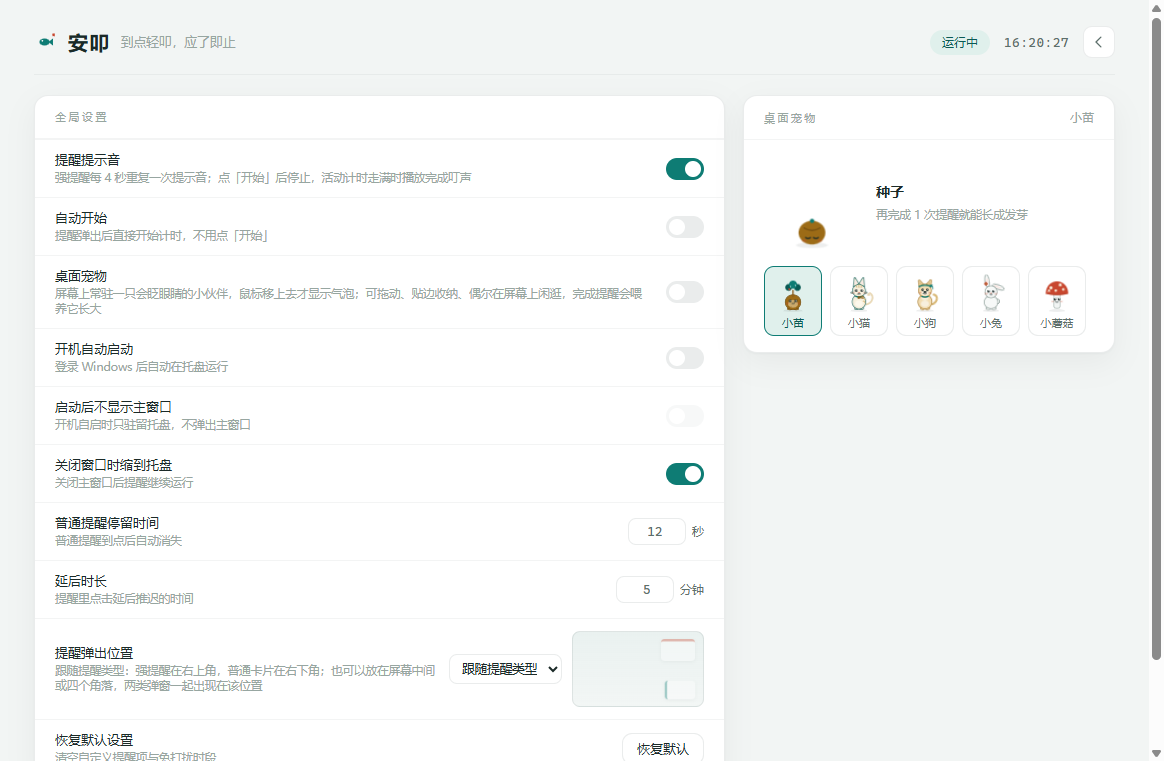 安叩
到点轻叩，应了即止
运行中
16:20:27
全局设置
提醒提示音
强提醒每 4 秒重复一次提示音；点「开始」后停止，活动计时走满时播放完成叮声
自动开始
提醒弹出后直接开始计时，不用点「开始」
桌面宠物
屏幕上常驻一只会眨眼睛的小伙伴，鼠标移上去才显示气泡；可拖动、贴边收纳、偶尔在屏幕上闲逛，完成提醒会喂
养它长大
开机自动启动
登录 Windows 后自动在托盘运行
启动后不显示主窗口
开机自启时只驻留托盘，不弹出主窗口
关闭窗口时缩到托盘
关闭主窗口后提醒继续运行
普通提醒停留时间
普通提醒到点后自动消失
12 秒
延后时长
提醒里点击延后推迟的时间
5 分钟
提醒弹出位置
跟随提醒类型：强提醒在右上角，普通卡片在右下角；也可以放在屏幕中间
或四个角落，两类弹窗一起出现在该位置
跟随提醒类型
恢复默认设置
清空自定义提醒项与免打扰时段
恢复默认
桌面宠物
小苗
种子
再完成 1 次提醒就能长成发芽
小苗
小猫
小狗
小兔
小蘑菇